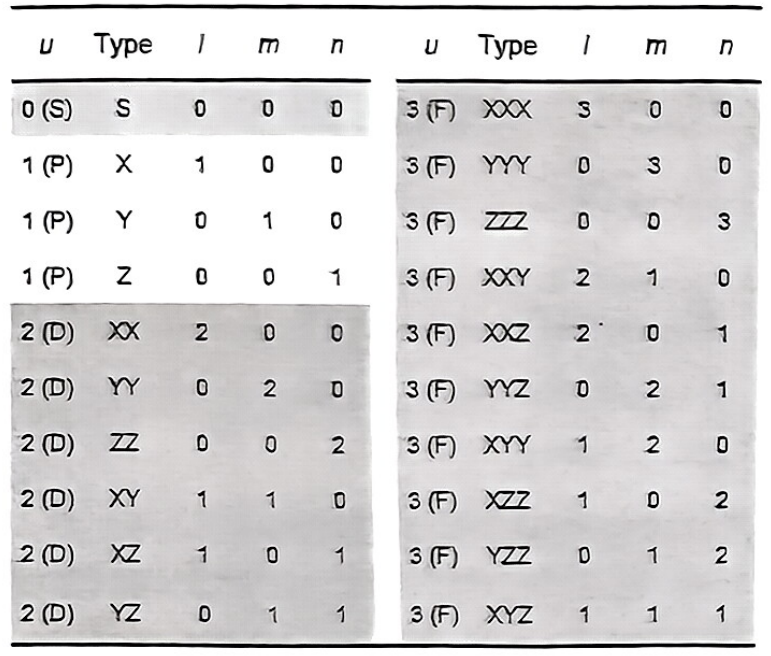 u Type l m n u Type l m n
0 (S) S 0 0 0 3 (F) XXX 3 0 0
1 (P) X 1 0 0 3 (F) YYY 0 3 0
1 (P) Y 0 1 0 3 (F) ZZZ 0 0 3
1 (P) Z 0 0 1 3 (F) XXY 2 1 0
2 (D) XX 2 0 0 3 (F) XXZ 2 0 1
2 (D) YY 0 2 0 3 (F) YYZ 0 2 1
2 (D) ZZ 0 0 2 3 (F) XYY 1 2 0
2 (D) XY 1 1 0 3 (F) XZZ 1 0 2
2 (D) XZ 1 0 1 3 (F) YZZ 0 1 2
2 (D) YZ 0 1 1 3 (F) XYZ 1 1 1